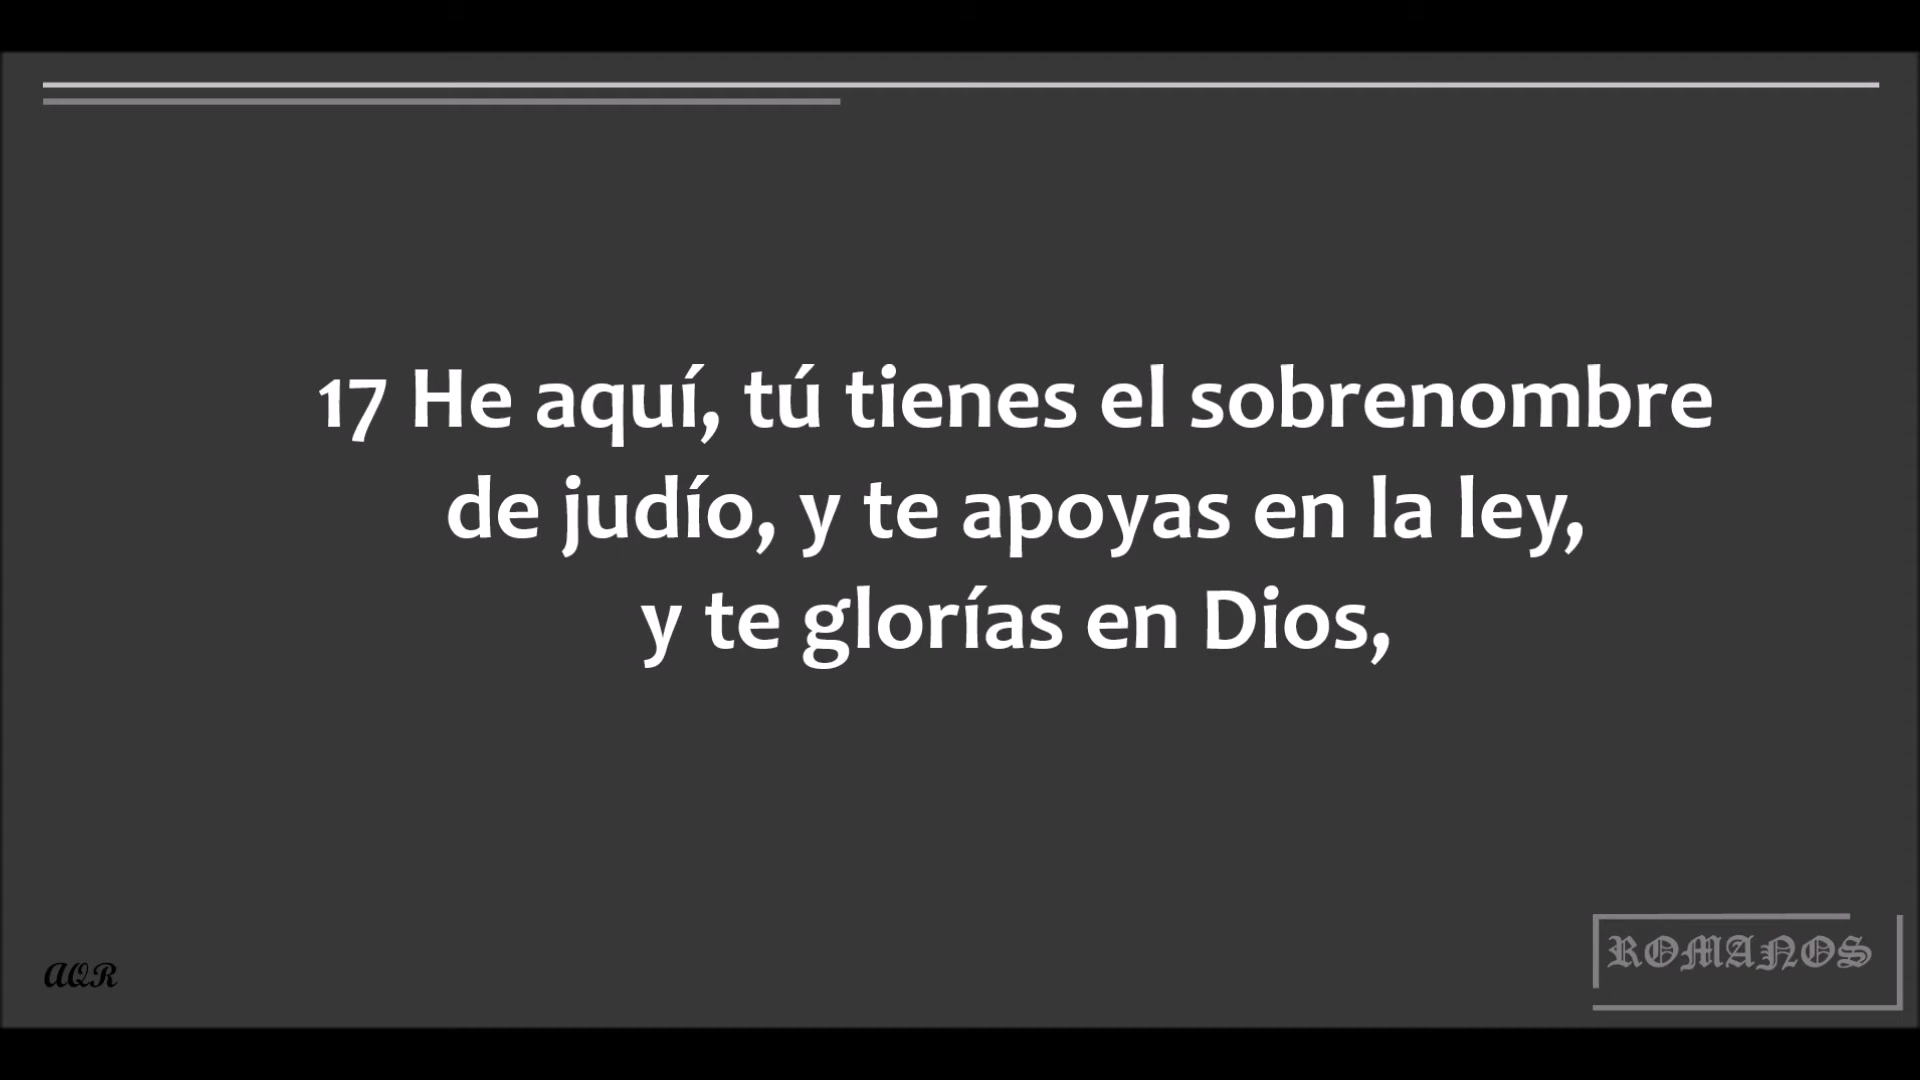 17 He aquí, tú tienes el sobrenombre
de judío, y te apoyas en la ley,
y te glorías en Dios,
AQR
ROMANOS